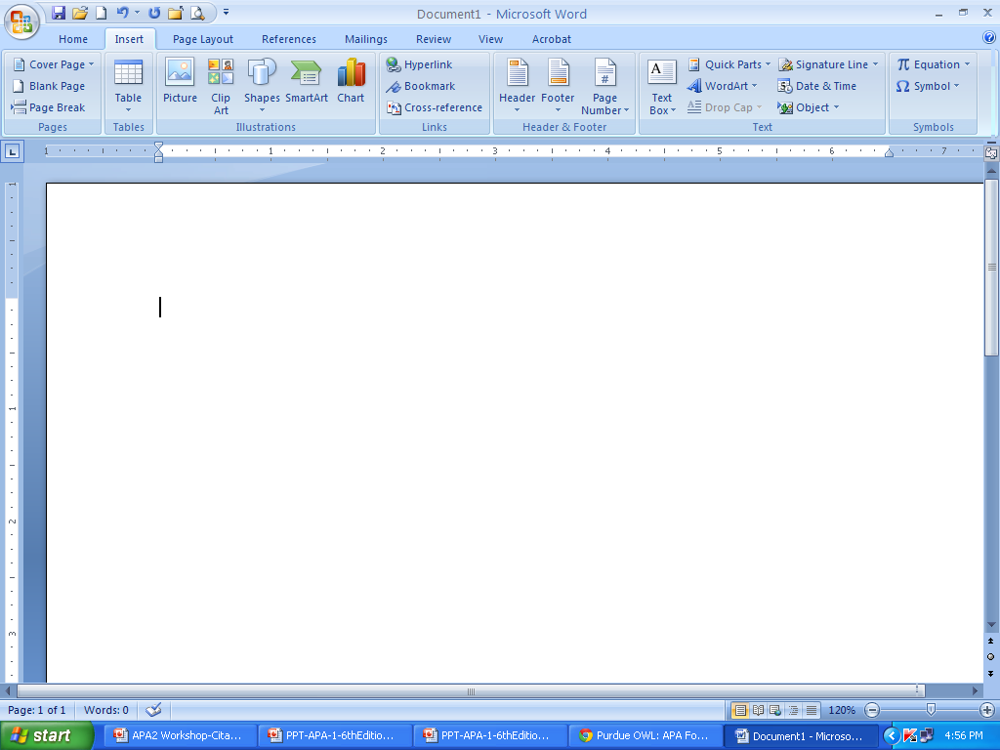 Document1 - Microsoft Word
Home Insert Page Layout References Mailings Review View Acrobat
Cover Page Table Picture Clip Art Shapes SmartArt Chart Hyperlink Header Footer Page Number Text Box Quick Parts Signature Line Equation
Blank Page Bookmark WordArt Date & Time Symbol
Page Break Cross-reference Drop Cap Object
Pages Tables Illustrations Links Header & Footer Text Symbols
1 1 2 3 4 5 6 7
1
1
2
3
Page: 1 of 1 Words: 0 120%
start APA2 Workshop-Cita... PPT-APA-1-6thEditio... PPT-APA-1-6thEditio... Purdue OWL: APA Fo... Document1 - Microso... 4:56 PM